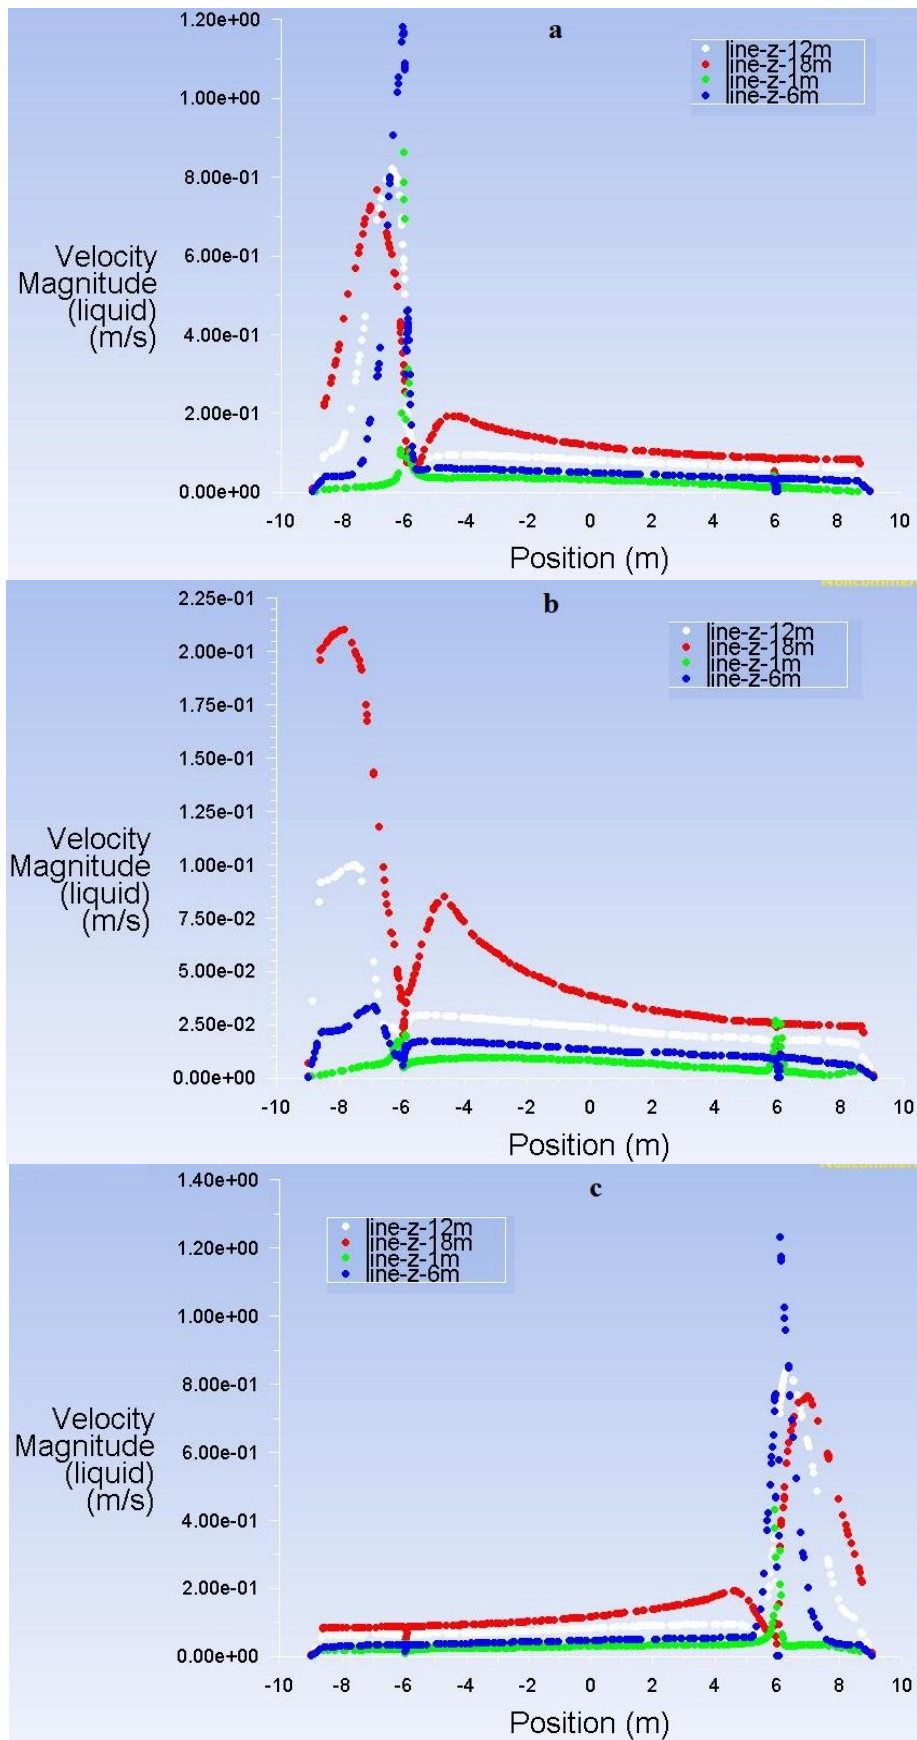 a
1.20e+00
1.00e+00
8.00e-01
6.00e-01
4.00e-01
2.00e-01
0.00e+00
Velocity
Magnitude
(liquid)
(m/s)
line-z-12m
line-z-18m
line-z-1m
line-z-6m
-10 -8 -6 -4 -2 0 2 4 6 8 10
Position (m)
b
2.25e-01
2.00e-01
1.75e-01
1.50e-01
1.25e-01
1.00e-01
7.50e-02
5.00e-02
2.50e-02
0.00e+00
Velocity
Magnitude
(liquid)
(m/s)
line-z-12m
line-z-18m
line-z-1m
line-z-6m
-10 -8 -6 -4 -2 0 2 4 6 8 10
Position (m)
c
1.40e+00
1.20e+00
1.00e+00
8.00e-01
6.00e-01
4.00e-01
2.00e-01
0.00e+00
Velocity
Magnitude
(liquid)
(m/s)
line-z-12m
line-z-18m
line-z-1m
line-z-6m
-10 -8 -6 -4 -2 0 2 4 6 8 10
Position (m)